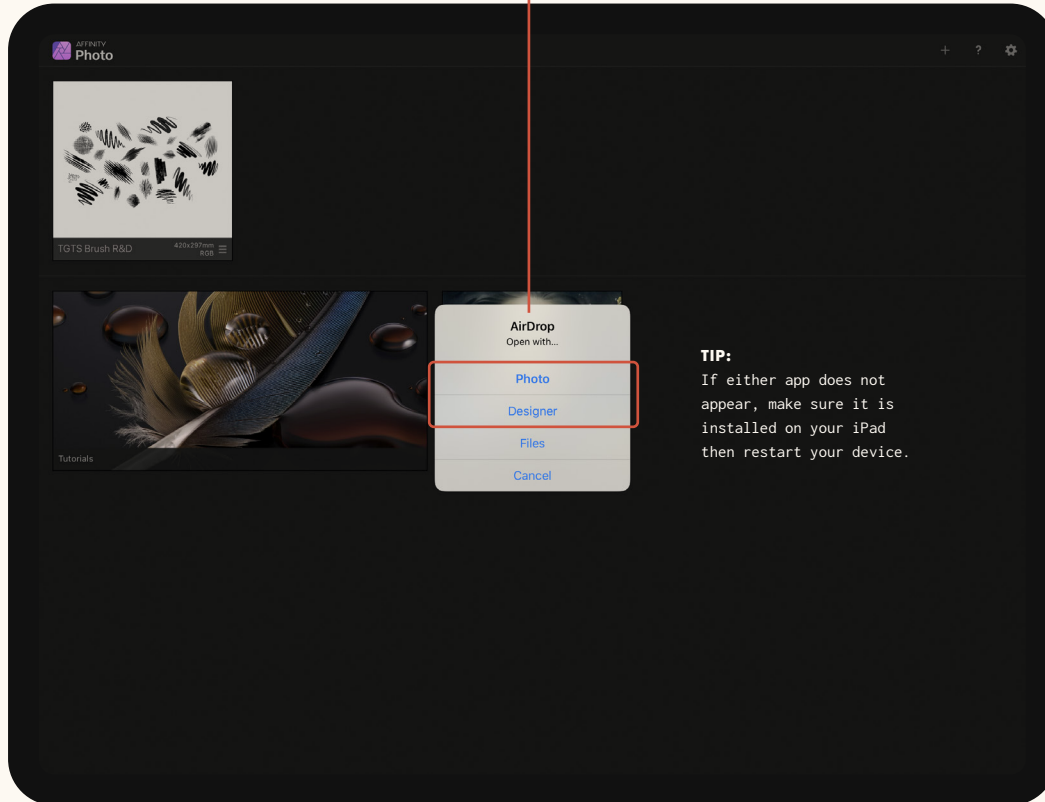 AFFINITY
Photo
+ ?
TGTS Brush R&D
420x297mm
RGB
Tutorials
AirDrop
Open with...
Photo
Designer
Files
Cancel
TIP:
If either app does not
appear, make sure it is
installed on your iPad
then restart your device.